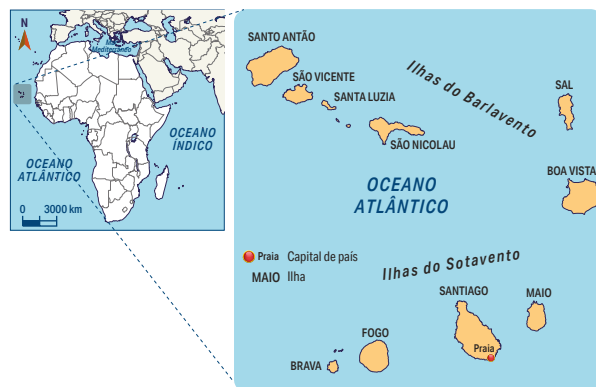 N
Mar
Mediterrâneo
OCEANO
ÍNDICO
OCEANO
ATLÂNTICO
0 3000 km
SANTO ANTÃO
SÃO VICENTE
SANTA LUZIA
SÃO NICOLAU
Ilhas do Barlavento
SAL
BOA VISTA
OCEANO
ATLÂNTICO
Praia Capital de país
MAIO Ilha
Ilhas do Sotavento
SANTIAGO
MAIO
Praia
FOGO
BRAVA